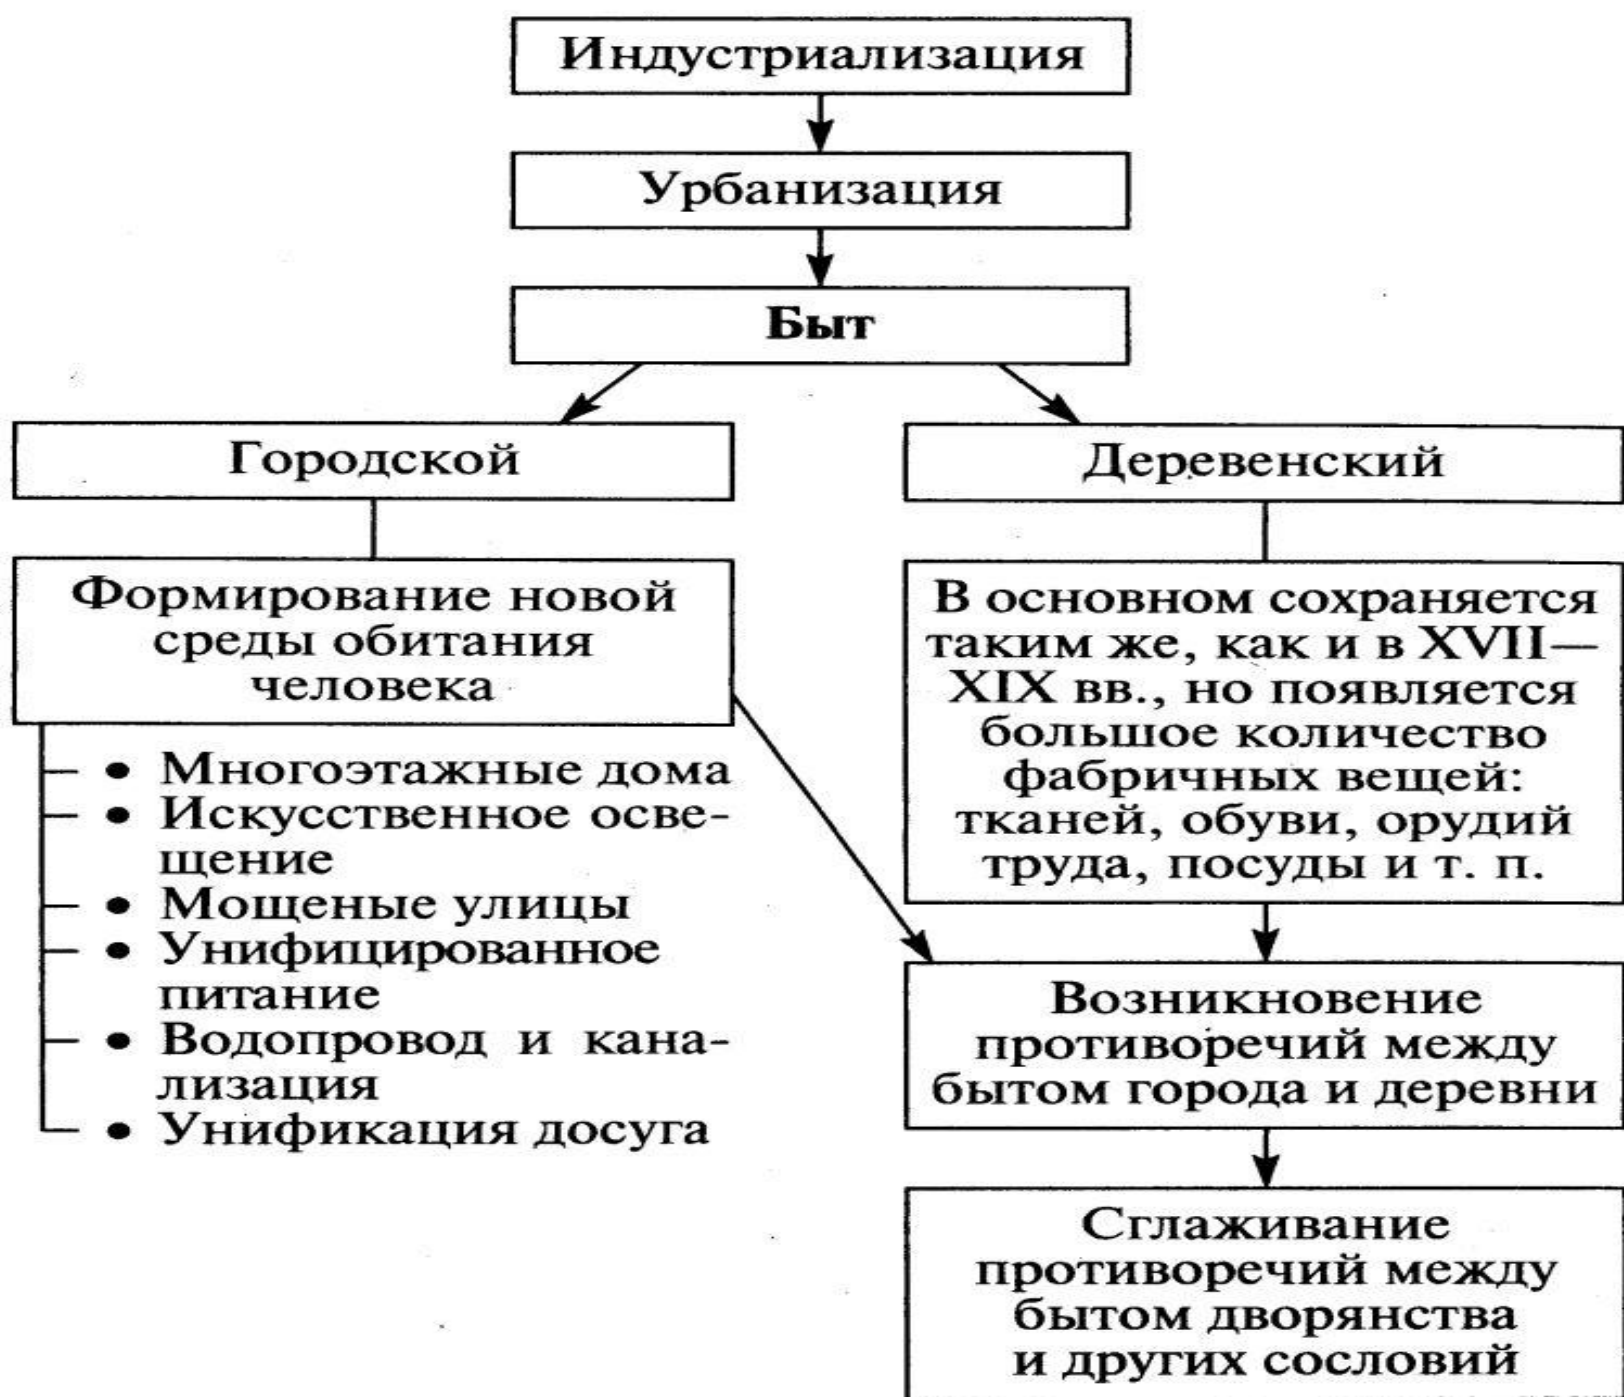 Индустриализация
Урбанизация
Быт
Городской
Деревенский
Формирование новой
среды обитания
человека
• Многоэтажные дома
• Искусственное осве-
щение
• Мощеные улицы
• Унифицированное
питание
• Водопровод и кана-
лизация
• Унификация досуга
В основном сохраняется
таким же, как и в XVII—
XIX вв., но появляется
большое количество
фабричных вещей:
тканей, обуви, орудий
труда, посуды и т. п.
Возникновение
противоречий между
бытом города и деревни
Сглаживание
противоречий между
бытом дворянства
и других сословий